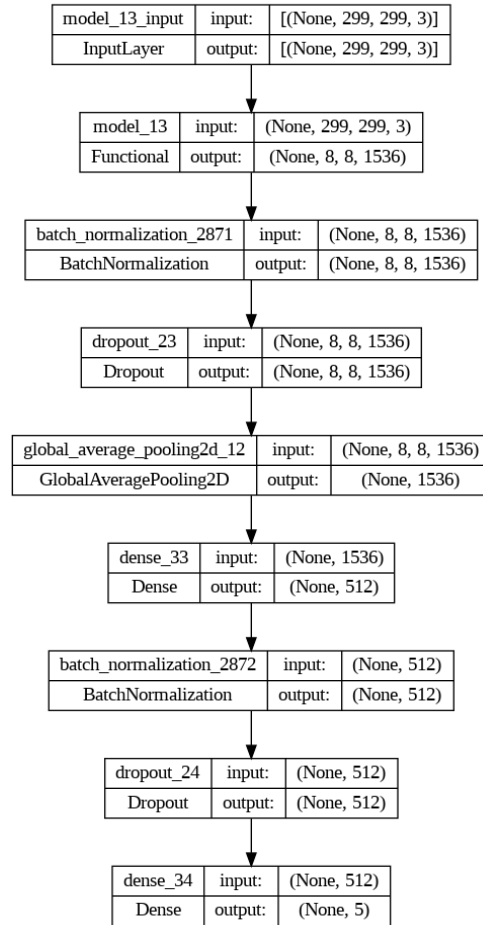 model_13_input input: [(None, 299, 299, 3)]
InputLayer output: [(None, 299, 299, 3)]
model_13 input: (None, 299, 299, 3)
Functional output: (None, 8, 8, 1536)
batch_normalization_2871 input: (None, 8, 8, 1536)
BatchNormalization output: (None, 8, 8, 1536)
dropout_23 input: (None, 8, 8, 1536)
Dropout output: (None, 8, 8, 1536)
global_average_pooling2d_12 input: (None, 8, 8, 1536)
GlobalAveragePooling2D output: (None, 1536)
dense_33 input: (None, 1536)
Dense output: (None, 512)
batch_normalization_2872 input: (None, 512)
BatchNormalization output: (None, 512)
dropout_24 input: (None, 512)
Dropout output: (None, 512)
dense_34 input: (None, 512)
Dense output: (None, 5)